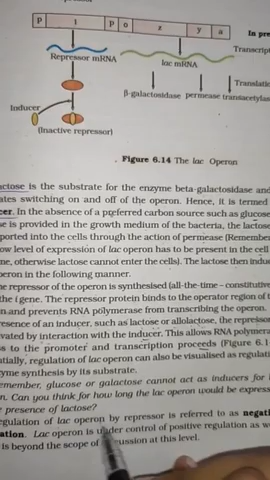 P i P o z y a
In pre
Transcript
Repressor mRNA
lac mRNA
Translatio
β-galactosidase permease transacetylas
Inducer
(Inactive repressor)
Figure 6.14 The lac Operon
actose is the substrate for the enzyme beta-galactosidase and
ates switching on and off of the operon. Hence, it is termed
cer. In the absence of a preferred carbon source such as glucose
se is provided in the growth medium of the bacteria, the lactose
ported into the cells through the action of permease (Remember
ow level of expression of lac operon has to be present in the cell
me, otherwise lactose cannot enter the cells). The lactose then induc
peron in the following manner.
he repressor of the operon is synthesised (all-the-time – constitutive
the i gene. The repressor protein binds to the operator region of t
on and prevents RNA polymerase from transcribing the operon.
resence of an inducer, such as lactose or allolactose, the repressor
vated by interaction with the inducer. This allows RNA polymera
s to the promoter and transcription proceeds (Figure 6.1
tially, regulation of lac operon can also be visualised as regulati
zyme synthesis by its substrate.
emember, glucose or galactose cannot act as inducers for l
n. Can you think for how long the lac operon would be express
e presence of lactose?
egulation of lac operon by repressor is referred to as negat
ation. Lac operon is under control of positive regulation as we
is beyond the scope of cussion at this level.